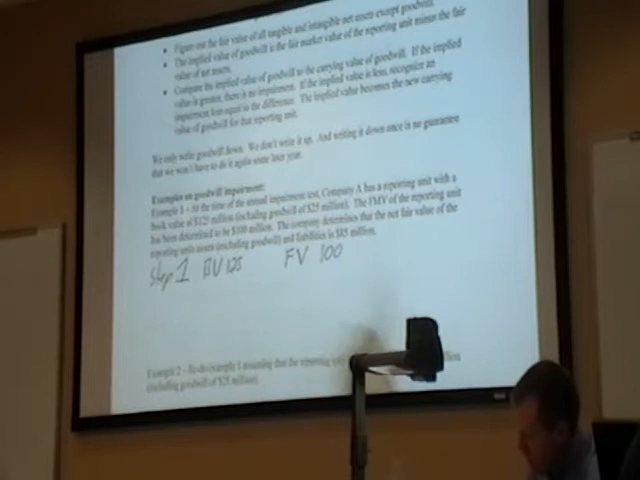 • Figure out the fair value of all tangible and intangible net assets except goodwill.
• The implied value of goodwill is the fair market value of the reporting unit minus the fair
value of net assets.
• Compare the implied value of goodwill to the carrying value of goodwill. If the implied
value is greater, there is no impairment. If the implied value is less, recognize an
impairment loss equal to the difference. The implied value becomes the new carrying
value of goodwill for that reporting unit.
We only write goodwill down. We don't write it up. And writing it down once is no guarantee
that we won't have to do it again some later year.
Examples on goodwill impairment:
Example 1 – At the time of the annual impairment test, Company A has a reporting unit with a
book value of $125 million (including goodwill of $25 million). The FMV of the reporting unit
has been determined to be $100 million. The company determines that the net fair value of the
reporting units assets (excluding goodwill) and liabilities is $85 million.
Step 1 BV 125 FV 100
Example 2 – Re-do example 1 assuming that the reporting
(including goodwill of $25 million).